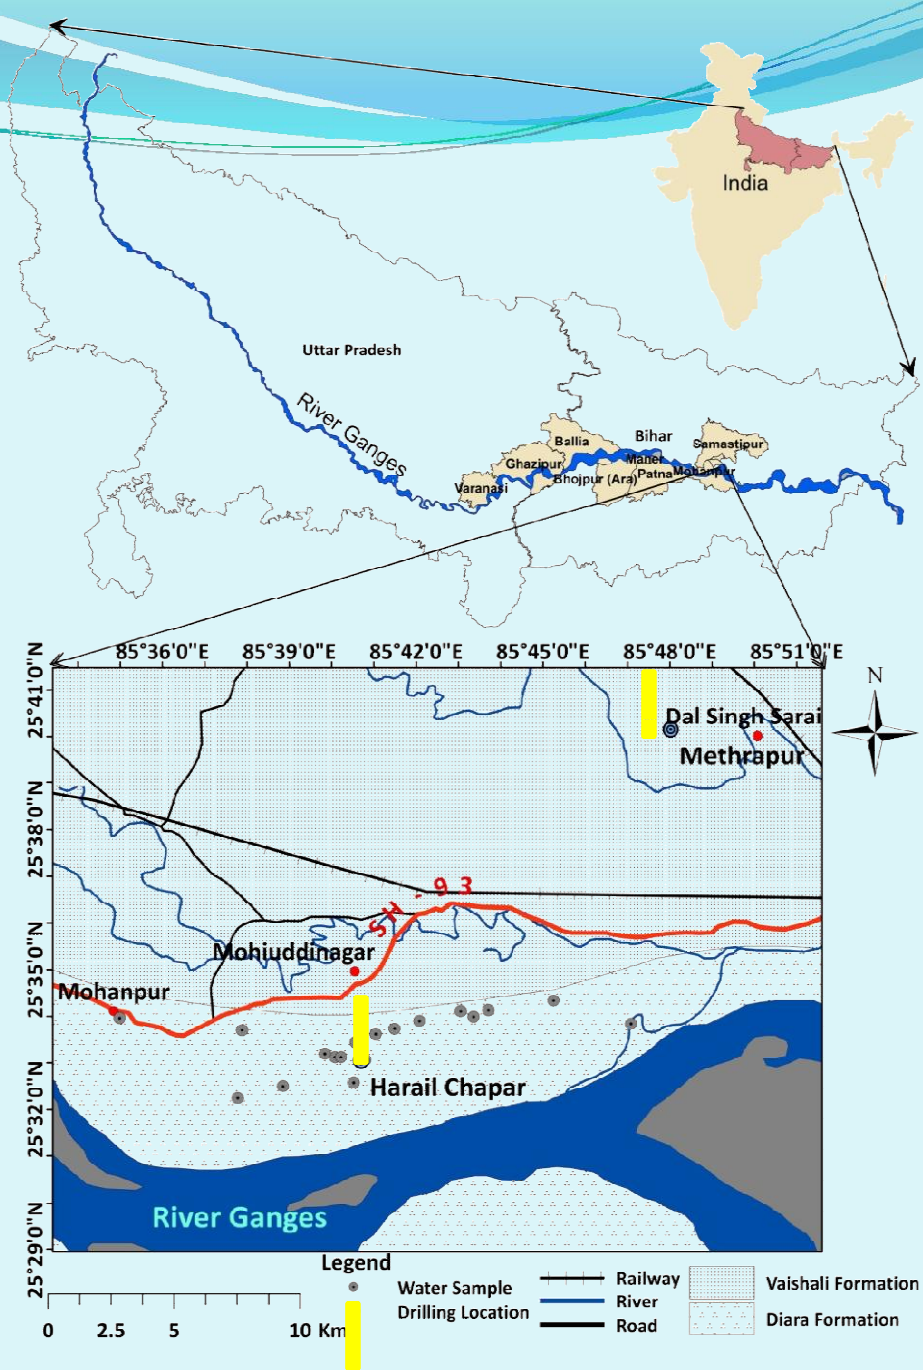 India
Uttar Pradesh
River Ganges
Ballia
Bihar
Samastipur
Ghazipur
Maner
Varanasi
Bhojpur (Ara)
Patna
Mohanpur
85°36'0"E 85°39'0"E 85°42'0"E 85°45'0"E 85°48'0"E 85°51'0"E
N
25°41'0"N
25°38'0"N
25°35'0"N
25°32'0"N
25°29'0"N
Dal Singh Sarai
Methrapur
SH - 93
Mohiuddinagar
Mohanpur
Harail Chapar
River Ganges
Legend
Water Sample
Drilling Location
Railway
River
Road
Vaishali Formation
Diara Formation
0 2.5 5 10 Km